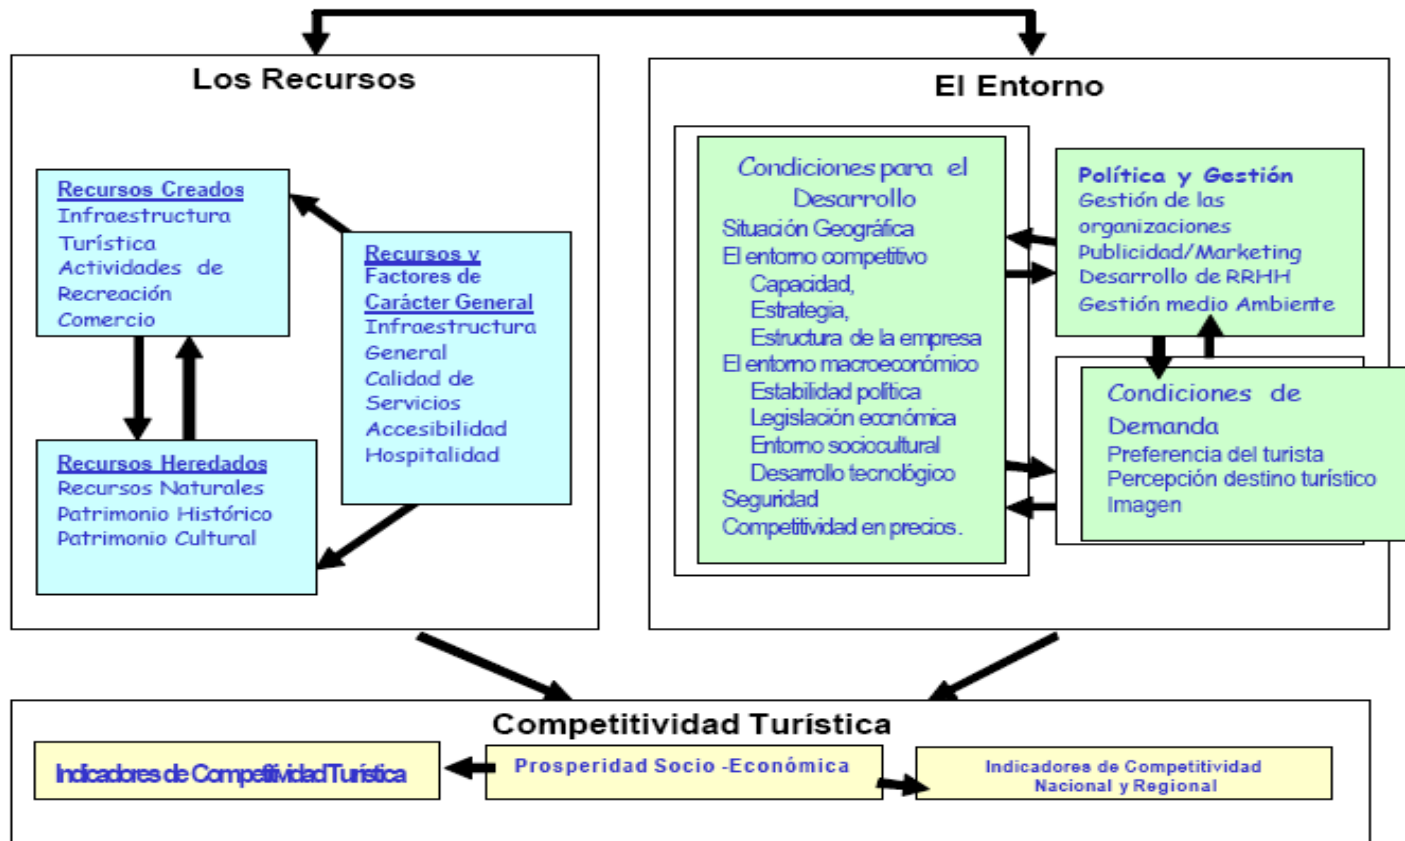 Los Recursos
Recursos Creados
Infraestructura
Turística
Actividades de
Recreación
Comercio
Recursos y
Factores de
Carácter General
Infraestructura
General
Calidad de
Servicios
Accesibilidad
Hospitalidad
Recursos Heredados
Recursos Naturales
Patrimonio Histórico
Patrimonio Cultural
El Entorno
Condiciones para el
Desarrollo
Situación Geográfica
El entorno competitivo
Capacidad,
Estrategia,
Estructura de la empresa
El entorno macroeconómico
Estabilidad política
Legislación económica
Entorno sociocultural
Desarrollo tecnológico
Seguridad
Competitividad en precios.
Política y Gestión
Gestión de las
organizaciones
Publicidad/Marketing
Desarrollo de RRHH
Gestión medio Ambiente
Condiciones de
Demanda
Preferencia del turista
Percepción destino turístico
Imagen
Competitividad Turística
Indicadores de Competitividad Turística
Prosperidad Socio -Económica
Indicadores de Competitividad
Nacional y Regional